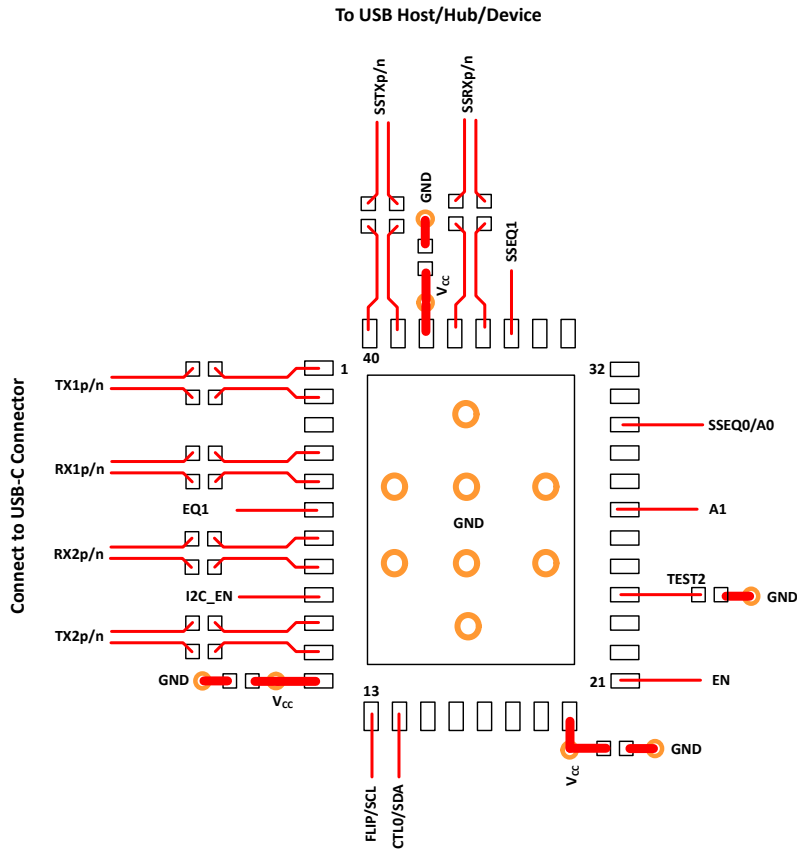 To USB Host/Hub/Device
SSTXp/n
SSRXp/n
GND
SSEQ1
VCC
40
1
32
TX1p/n
SSEQ0/A0
RX1p/n
EQ1
A1
GND
RX2p/n
I2C_EN
TEST2
GND
TX2p/n
GND
VCC
13
21
EN
GND
VCC
FLIP/SCL
CTL0/SDA
Connect to USB-C Connector